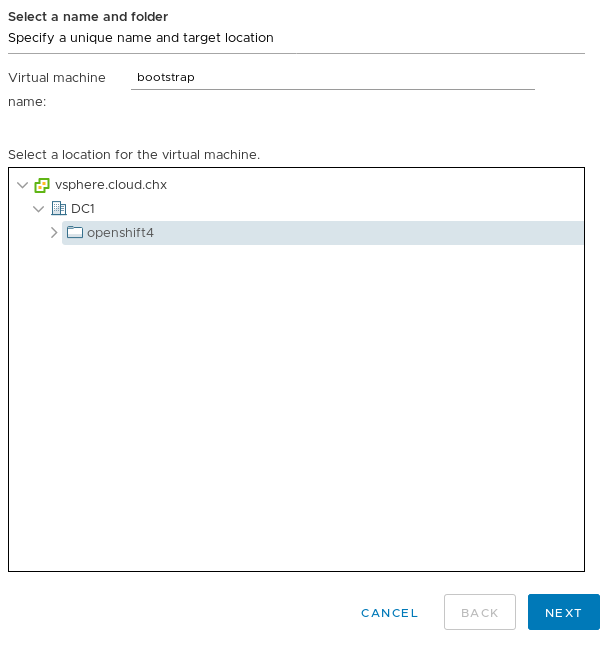 Select a name and folder
Specify a unique name and target location
Virtual machine
name:
bootstrap
Select a location for the virtual machine.
vsphere.cloud.chx
DC1
openshift4
CANCEL
BACK
NEXT